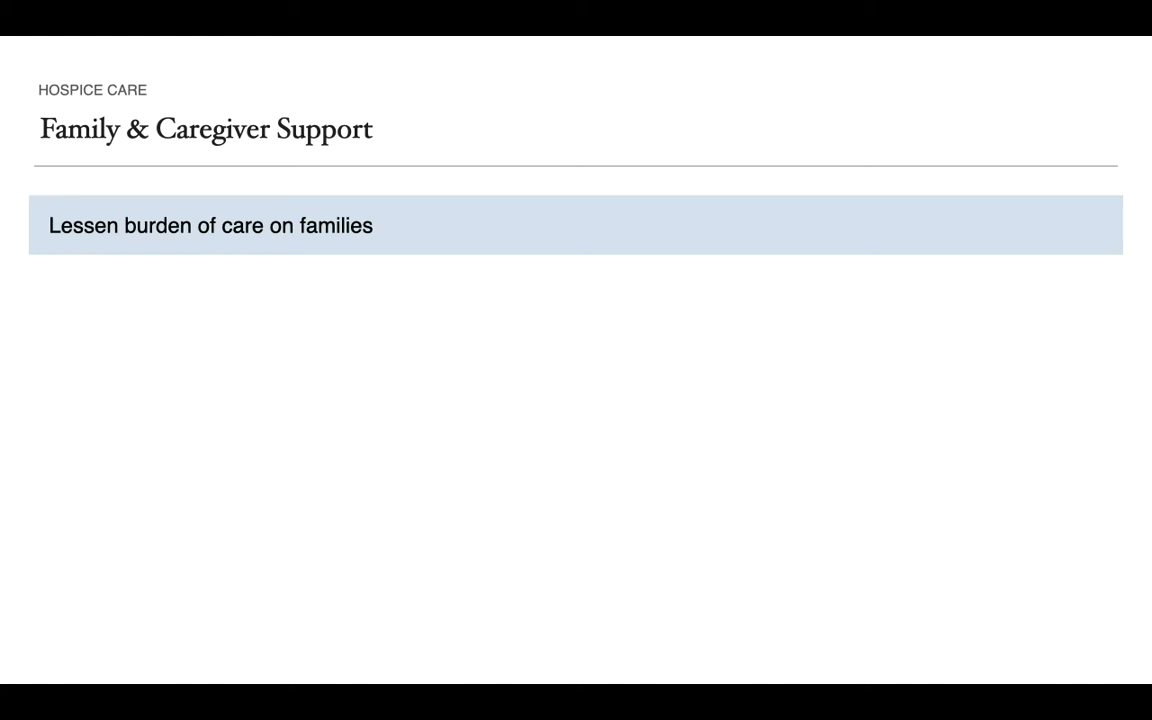 HOSPICE CARE
Family & Caregiver Support
Lessen burden of care on families